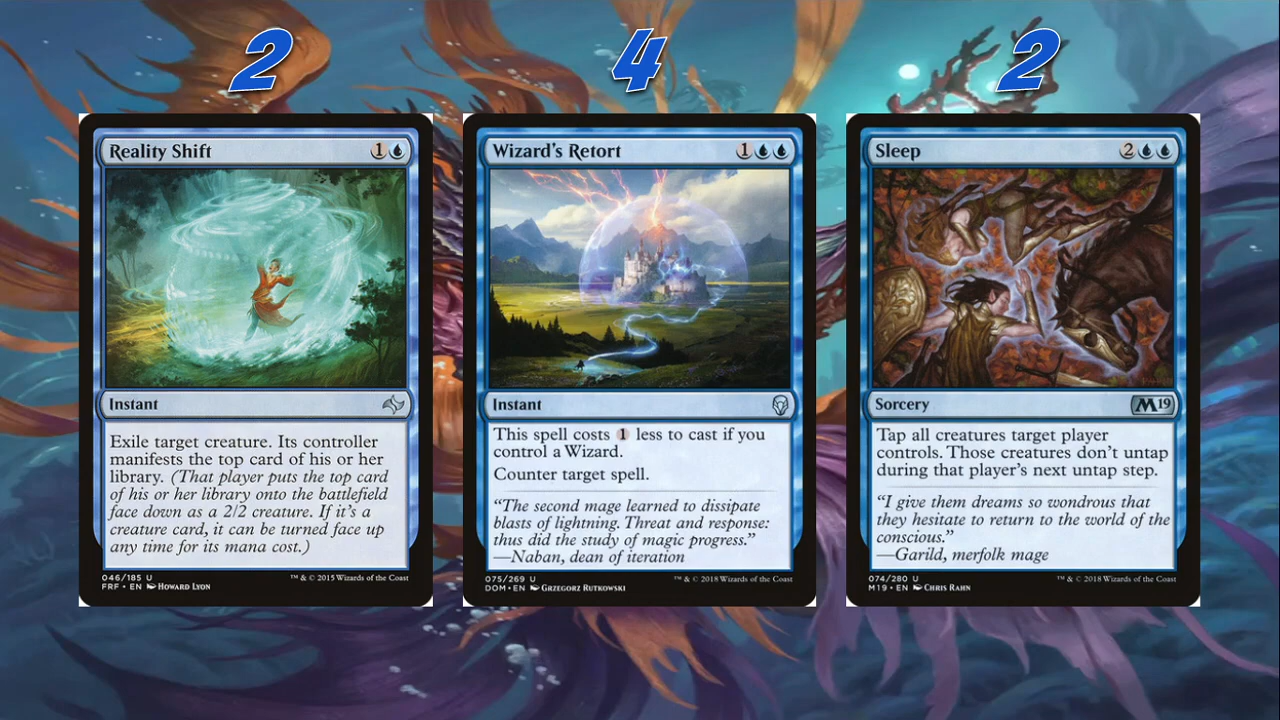 2
4
2
Reality Shift
1
Instant
Exile target creature. Its controller
manifests the top card of his or her
library. (That player puts the top card
of his or her library onto the battlefield
face down as a 2/2 creature. If it's a
creature card, it can be turned face up
any time for its mana cost.)
046/185 U
FRF • EN Howard Lyon
™ & © 2015 Wizards of the Coast
Wizard's Retort
1
Instant
This spell costs 1 less to cast if you
control a Wizard.
Counter target spell.
"The second mage learned to dissipate
blasts of lightning. Threat and response:
thus did the study of magic progress."
—Naban, dean of iteration
075/269 U
DOM • EN Grzegorz Rutkowski
™ & © 2018 Wizards of the Coast
Sleep
2
Sorcery
M19
Tap all creatures target player
controls. Those creatures don't untap
during that player's next untap step.
"I give them dreams so wondrous that
they hesitate to return to the world of the
conscious."
—Garild, merfolk mage
074/280 U
M19 • EN Chris Rahn
™ & © 2018 Wizards of the Coast